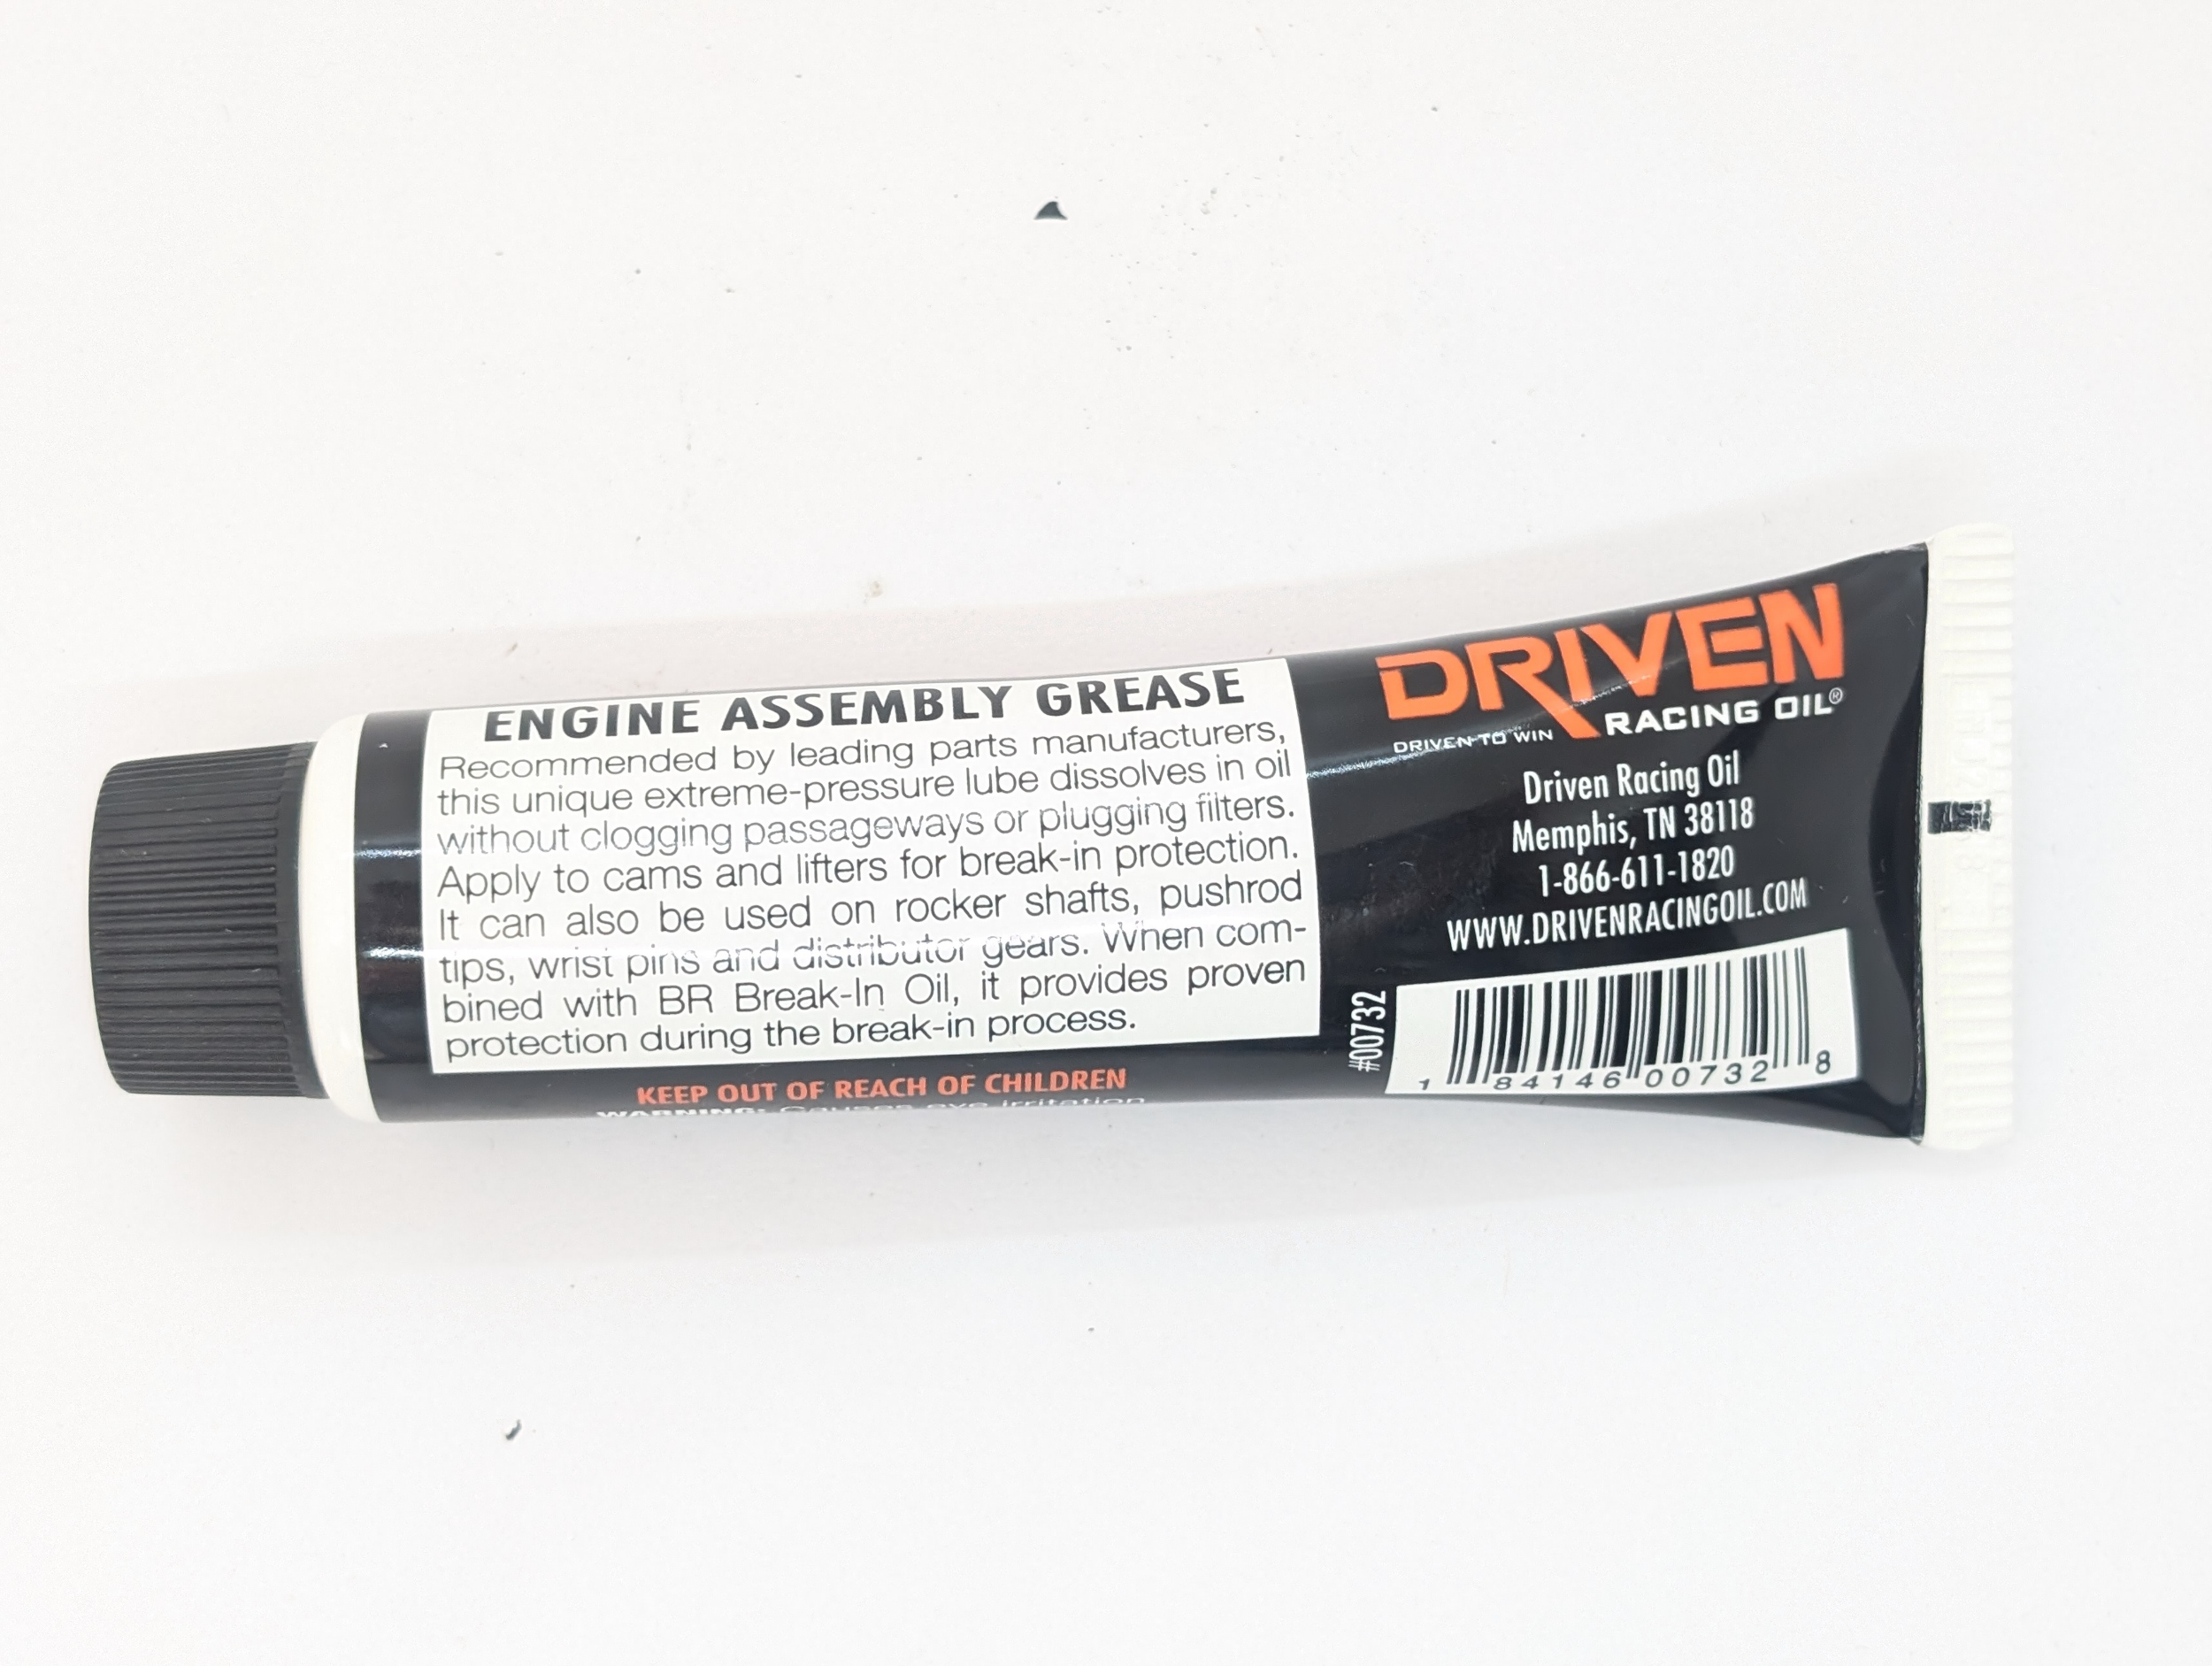 ENGINE ASSEMBLY GREASE
Recommended by leading parts manufacturers,
this unique extreme-pressure lube dissolves in oil
without clogging passageways or plugging filters.
Apply to cams and lifters for break-in protection.
It can also be used on rocker shafts, pushrod
tips, wrist pins and distributor gears. When com-
bined with BR Break-In Oil, it provides proven
protection during the break-in process.
KEEP OUT OF REACH OF CHILDREN
WARNING: Causes eye irritation
DRIVEN
RACING OIL®
DRIVEN TO WIN
Driven Racing Oil
Memphis, TN 38118
1-866-611-1820
WWW.DRIVENRACINGOIL.COM
#00732
1 84146 00732 8